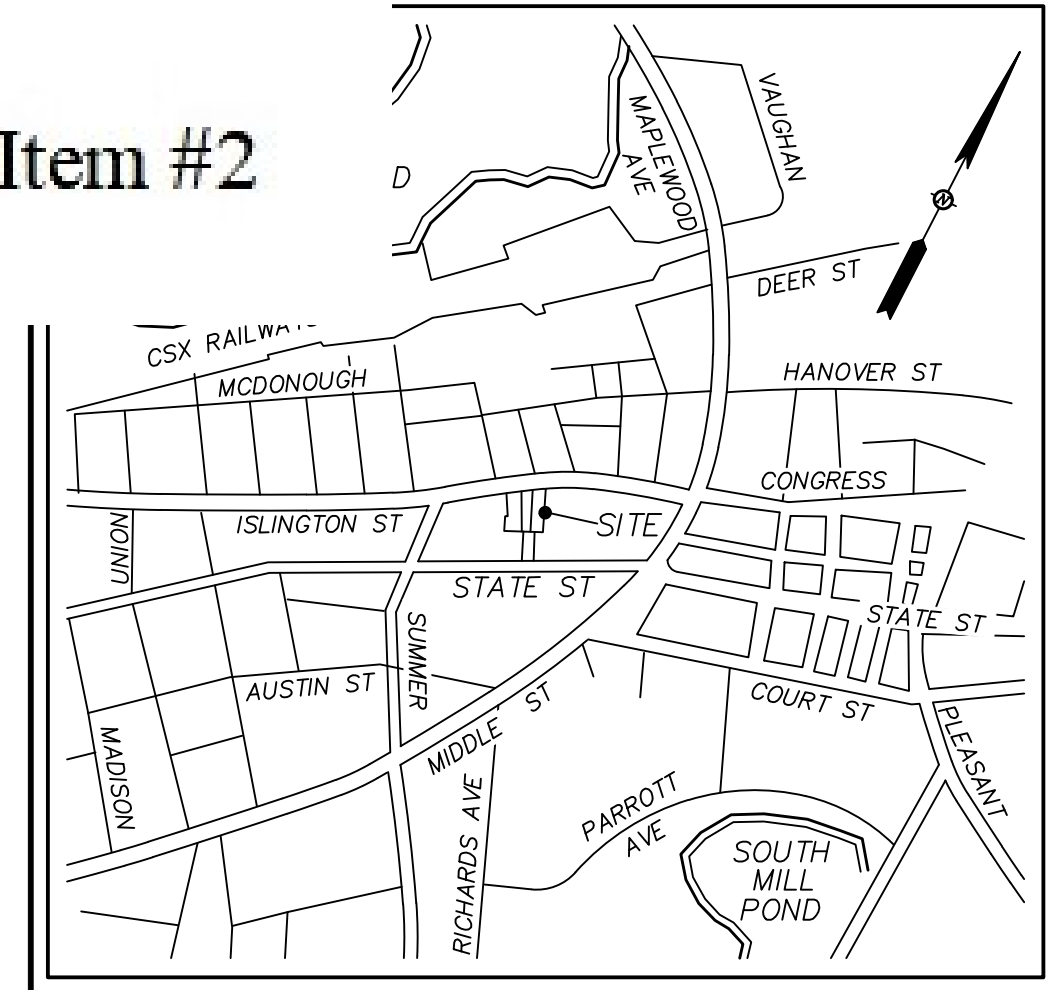 Item #2
D
MAPLEWOOD
AVE
VAUGHAN
N
DEER ST
CSX
MCDONOUGH
HANOVER ST
CONGRESS
UNION
ISLINGTON ST
SITE
STATE ST
STATE ST
SUMMER
AUSTIN ST
COURT ST
MIDDLE ST
MADISON
PLEASANT
RICHARDS AVE
PARROTT
AVE
SOUTH
MILL
POND